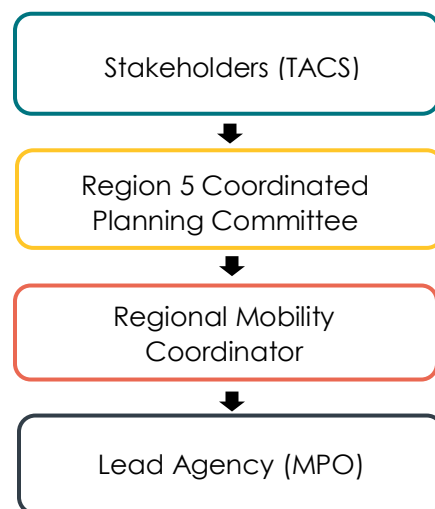 Stakeholders (TACS)
Region 5 Coordinated
Planning Committee
Regional Mobility
Coordinator
Lead Agency (MPO)